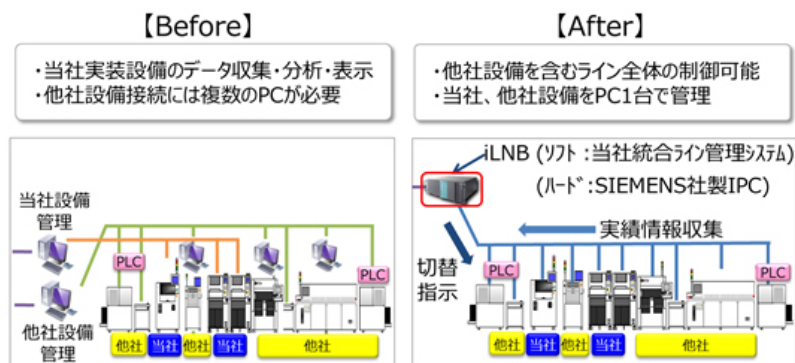 【Before】
・当社実装設備のデータ収集・分析・表示
・他社設備接続には複数のPCが必要
当社設備
管理
PLC
PLC
他社設備
管理
他社
当社
他社
当社
他社
【After】
・他社設備を含むライン全体の制御可能
・当社、他社設備をPC1台で管理
iLNB (ソフト:当社統合ライン管理システム)
(ハード:SIEMENS社製IPC)
実績情報収集
切替
指示
PLC
PLC
他社
当社
他社
当社
他社